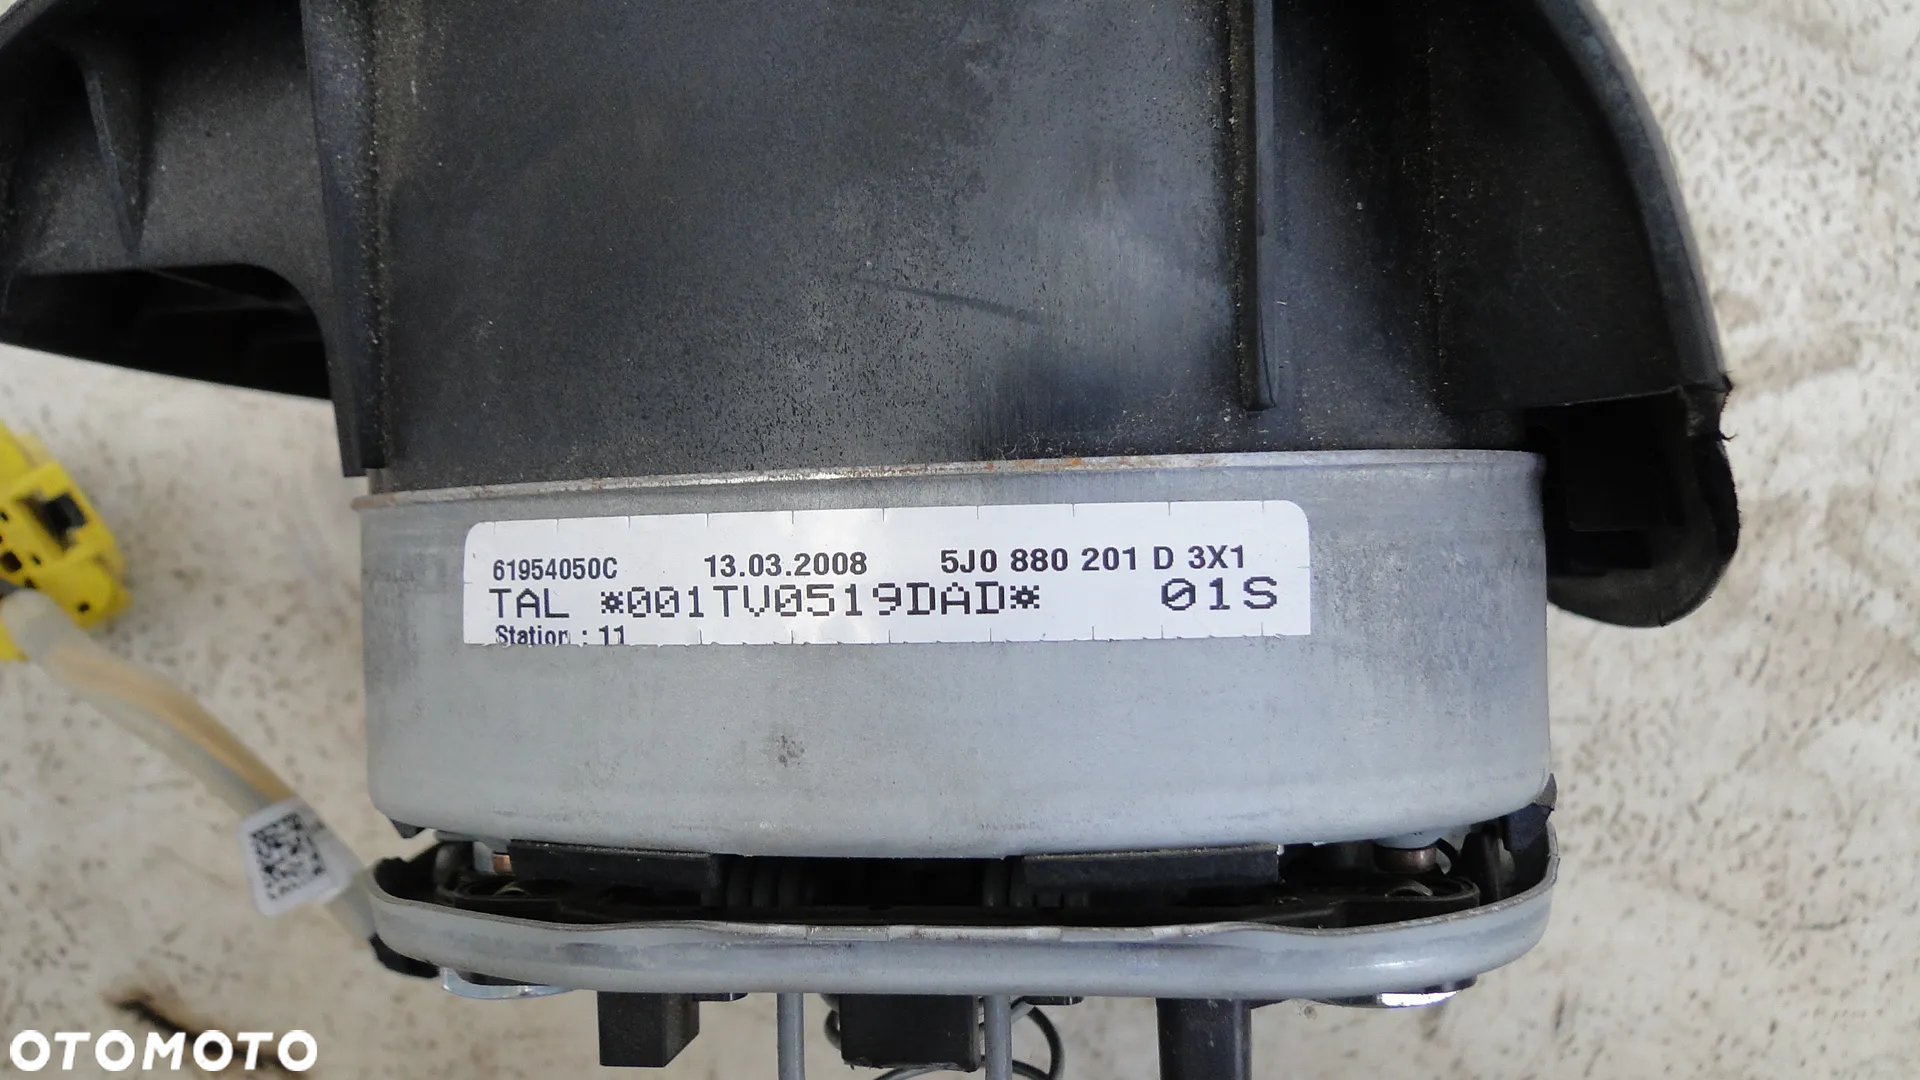 61954050C 13.03.2008 5J0 880 201 D 3X1
TAL *001TV0519DAD* 01S
Station : 11
OTOMOTO